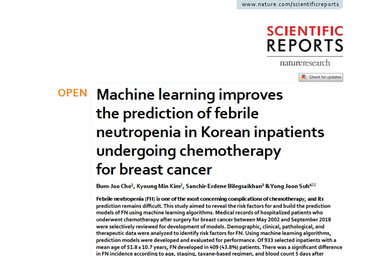 www.nature.com/scientificreports
SCIENTIFIC
REPORTS
natureresearch
Check for updates
OPEN
Machine learning improves
the prediction of febrile
neutropenia in Korean inpatients
undergoing chemotherapy
for breast cancer
Bum-Joo Cho, Kyoung Min Kim, Sanchir-Erdene Bilegsaikhan & Yong Joon Suh
Febrile neutropenia (FN) is one of the most concerning complications of chemotherapy, and its
prediction remains difficult. This study aimed to reveal the risk factors for and build the prediction
models of FN using machine learning algorithms. Medical records of hospitalized patients who
underwent chemotherapy after surgery for breast cancer between May 2002 and September 2018
were selectively reviewed for development of models. Demographic, clinical, pathological, and
therapeutic data were analyzed to identify risk factors for FN. Using machine learning algorithms,
prediction models were developed and evaluated for performance. Of 933 selected inpatients with a
mean age of 51.8 ± 10.7 years, FN developed in 409 (43.8%) patients. There was a significant difference
in FN incidence according to age, staging, taxane-based regimen, and blood count 5 days after